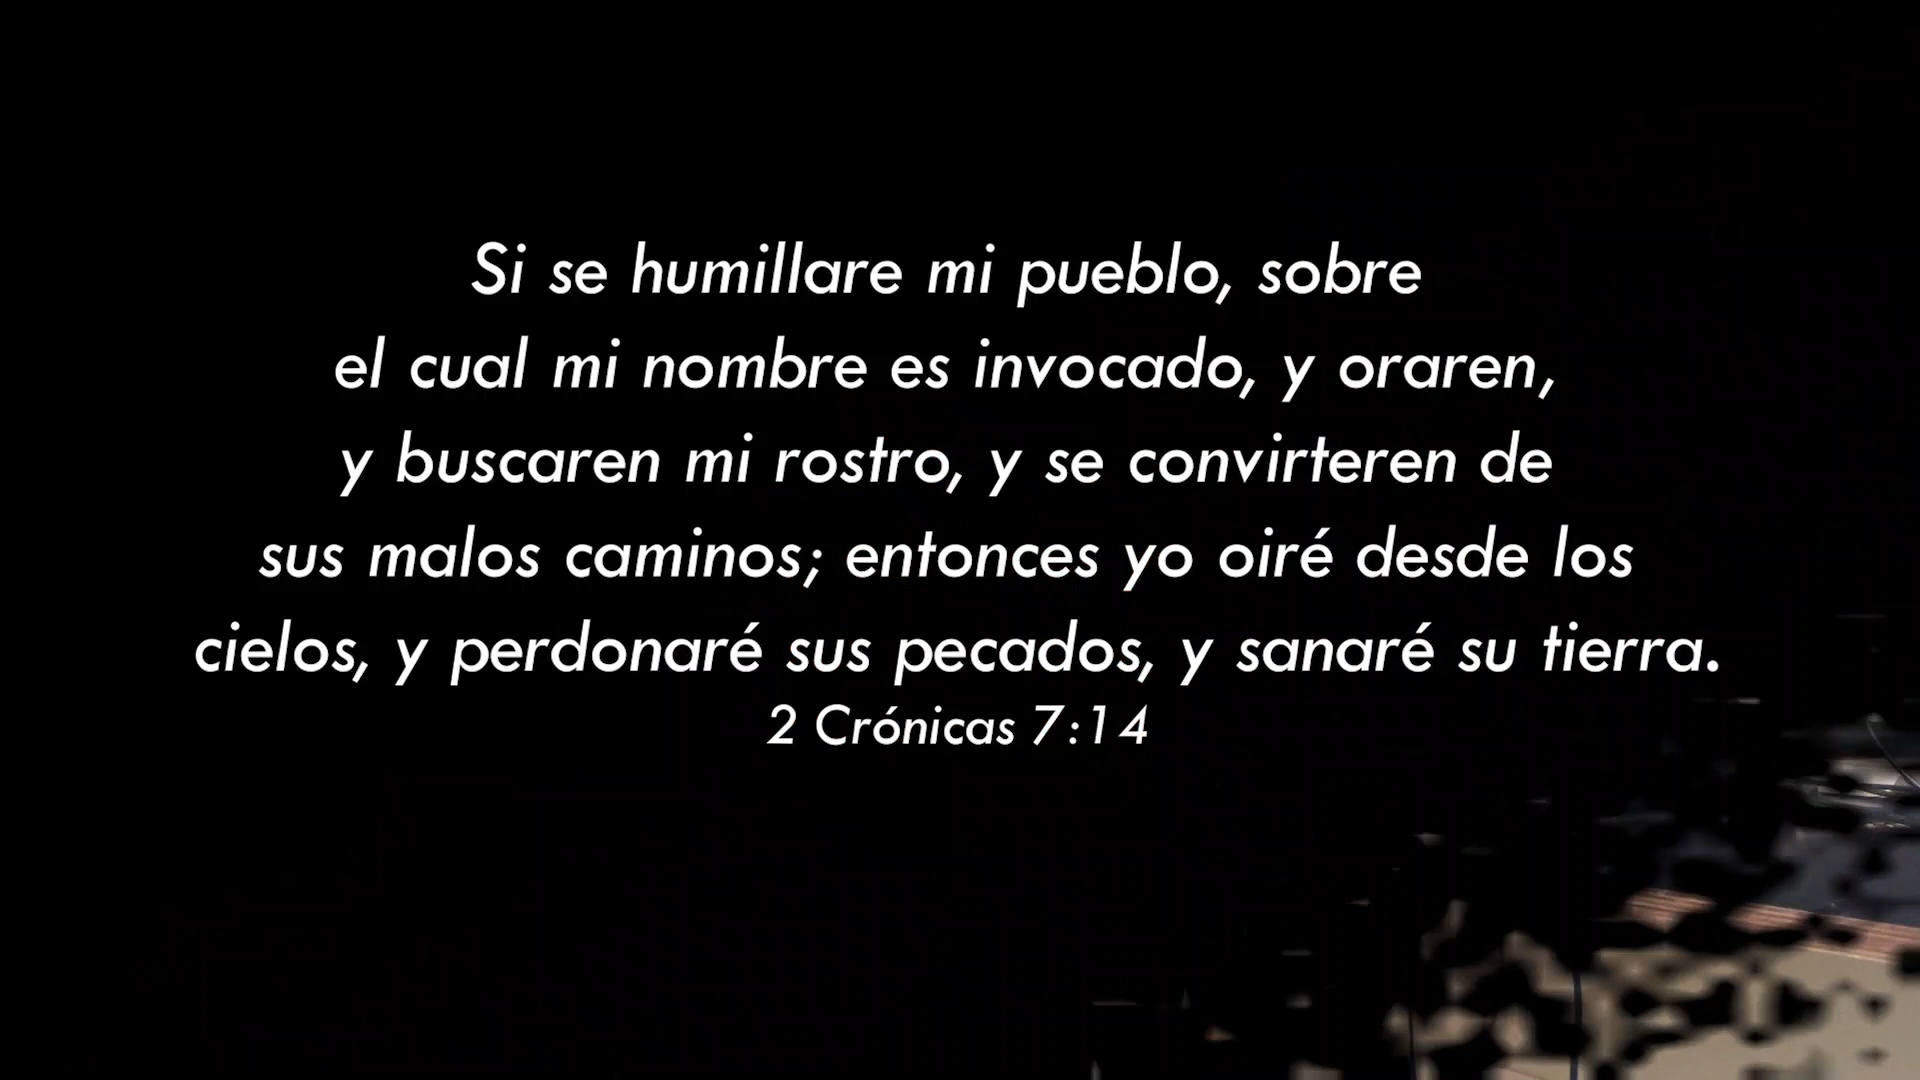 Si se humillare mi pueblo, sobre
el cual mi nombre es invocado, y oraren,
y buscaren mi rostro, y se convirteren de
sus malos caminos; entonces yo oiré desde los
cielos, y perdonaré sus pecados, y sanaré su tierra.
2 Crónicas 7:14